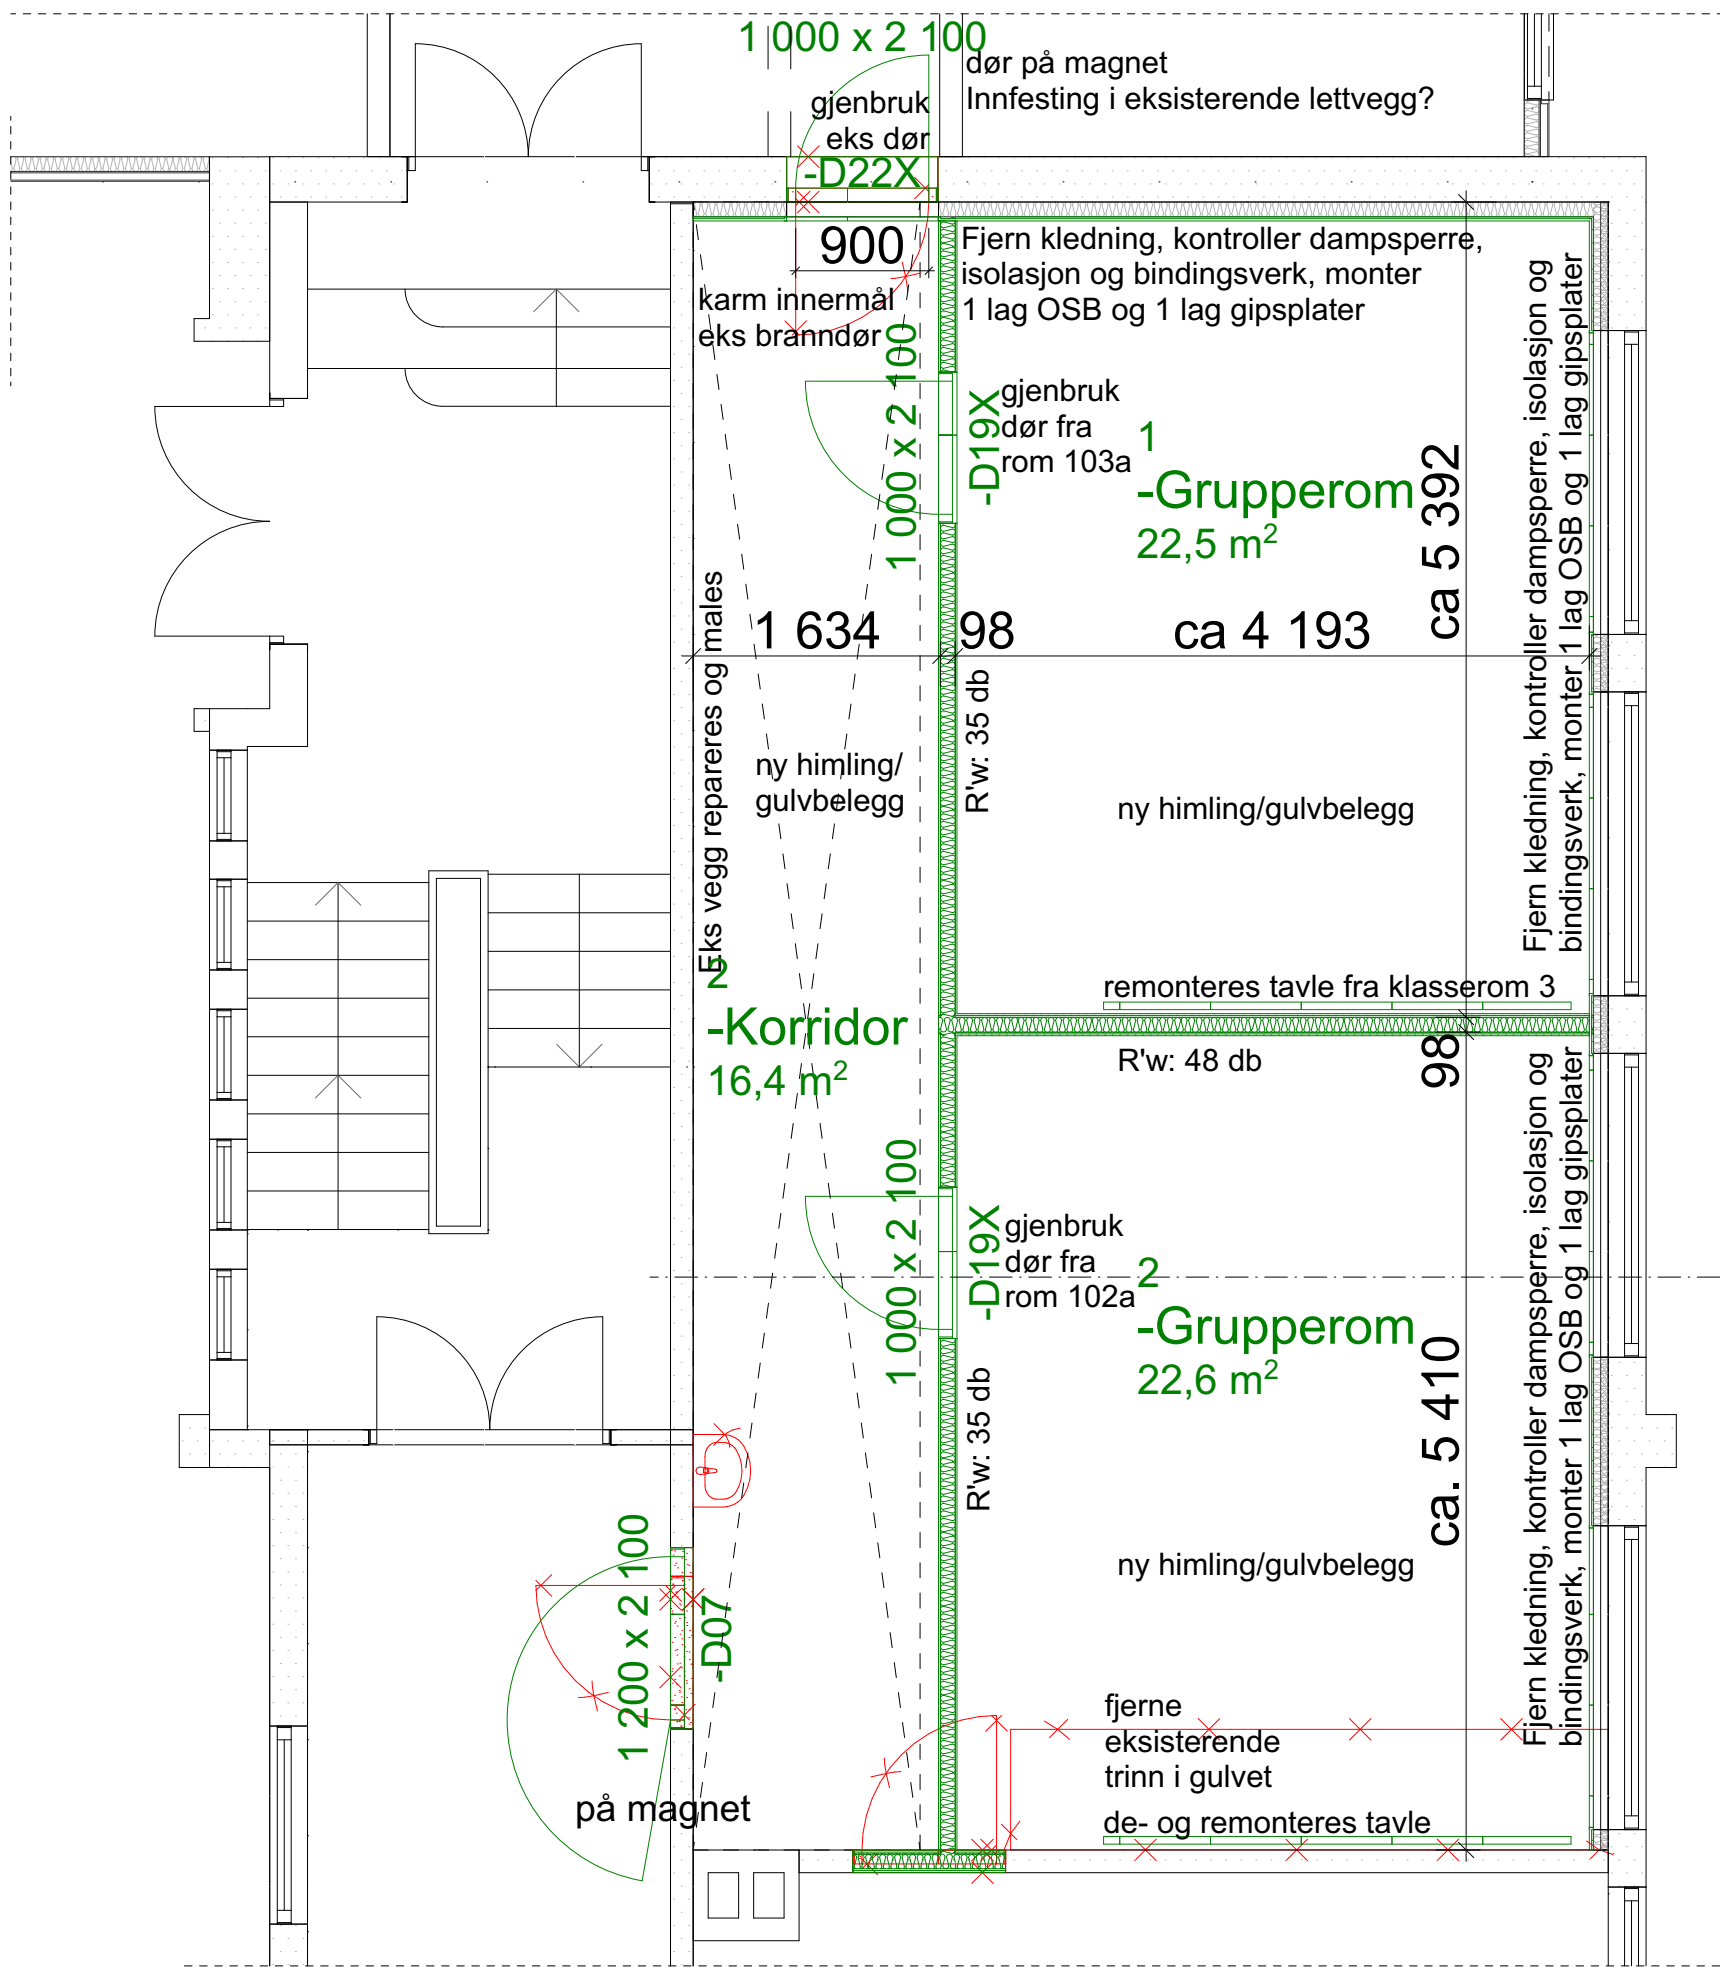 1 000 x 2 100
dør på magnet
Innfesting i eksisterende lettvegg?
gjenbruk
eks dør
-D22X
900
karm innermål
eks branndør
Fjern kledning, kontroller dampsperre,
isolasjon og bindingsverk, monter
1 lag OSB og 1 lag gipsplater
1 000 x 2 100
-D19X
gjenbruk
dør fra
rom 103a
1
-Grupperom
22,5 m²
ca 5 392
Fjern kledning, kontroller dampsperre, isolasjon og
bindingsverk, monter 1 lag OSB og 1 lag gipsplater
Eks vegg repareres og males
1 634
98
ca 4 193
R'w: 35 db
ny himling/
gulvbelegg
ny himling/gulvbelegg
remonteres tavle fra klasserom 3
2
-Korridor
16,4 m²
R'w: 48 db
98
Fjern kledning, kontroller dampsperre, isolasjon og
bindingsverk, monter 1 lag OSB og 1 lag gipsplater
1 000 x 2 100
-D19X
gjenbruk
dør fra
rom 102a
2
-Grupperom
22,6 m²
ca. 5 410
R'w: 35 db
ny himling/gulvbelegg
1 200 x 2 100
-D07
på magnet
fjerne
eksisterende
trinn i gulvet
de- og remonteres tavle